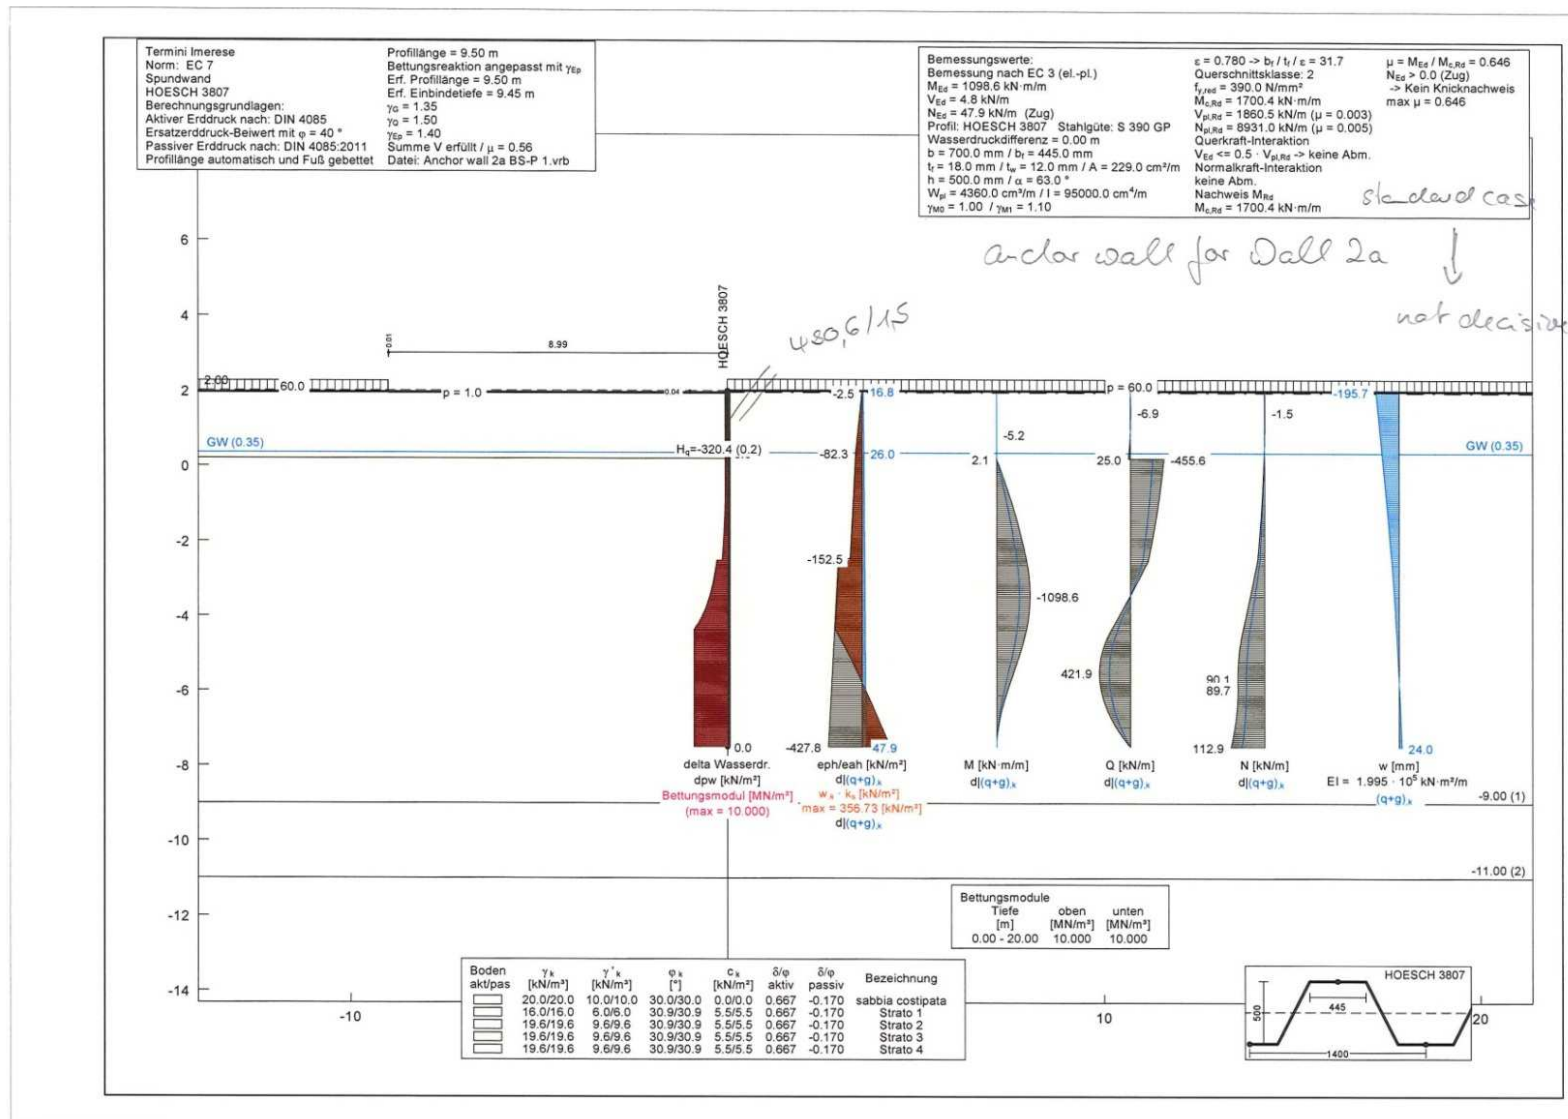 Termini Imerese
Norm: EC 7
Spundwand
HOESCH 3807
Berechnungsgrundlagen:
Aktiver Erddruck nach: DIN 4085
Ersatzerddruck-Beiwert mit φ = 40 °
Passiver Erddruck nach: DIN 4085:2011
Profillänge automatisch und Fuß gebettet
Profillänge = 9.50 m
Bettungsreaktion angepasst mit γEp
Erf. Profillänge = 9.50 m
Erf. Einbindetiefe = 9.45 m
γG = 1.35
γQ = 1.50
γEp = 1.40
Summe V erfüllt / μ = 0.56
Datei: Anchor wall 2a BS-P 1.vrb
Bemessungswerte:
Bemessung nach EC 3 (el.-pl.)
MEd = 1098.6 kN·m/m
VEd = 4.8 kN/m
NEd = 47.9 kN/m (Zug)
Profil: HOESCH 3807 Stahlgüte: S 390 GP
Wasserdruckdifferenz = 0.00 m
b = 700.0 mm / bf = 445.0 mm
tf = 18.0 mm / tw = 12.0 mm / A = 229.0 cm²/m
h = 500.0 mm / α = 63.0 °
Wpl = 4360.0 cm³/m / I = 95000.0 cm⁴/m
γM0 = 1.00 / γM1 = 1.10
ε = 0.780 -> bf / tf / ε = 31.7
Querschnittsklasse: 2
fy,red = 390.0 N/mm²
Mc,Rd = 1700.4 kN·m/m
Vpl,Rd = 1860.5 kN/m (μ = 0.003)
Npl,Rd = 8931.0 kN/m (μ = 0.005)
Querkraft-Interaktion
VEd <= 0.5 · Vpl,Rd -> keine Abm.
Normalkraft-Interaktion
keine Abm.
Nachweis MRd
Mc,Rd = 1700.4 kN·m/m
μ = MEd / Mc,Rd = 0.646
NEd > 0.0 (Zug)
-> Kein Knicknachweis
max μ = 0.646
standard case
anchor wall for Wall 2a
not decisive
480,6/1,5
HOESCH 3807
0.01
8.99
2.00
60.0
p = 1.0
0.04
p = 60.0
GW (0.35)
Hq=-320.4 (0.2)
GW (0.35)
6
4
2
0
-2
-4
-6
-8
-10
-12
-14
-10
10
20
0.0
delta Wasserdr.
dpw [kN/m²]
Bettungsmodul [MN/m³]
(max = 10.000)
-2.5
16.8
-82.3
26.0
-152.5
-427.8
47.9
eph/eah [kN/m²]
d|(q+g),k
w,k · ks [kN/m²]
max = 356.73 [kN/m²]
d|(q+g),k
-5.2
2.1
-1098.6
M [kN·m/m]
d|(q+g),k
-6.9
25.0
-455.6
421.9
Q [kN/m]
d|(q+g),k
-1.5
90.1
89.7
112.9
N [kN/m]
d|(q+g),k
-195.7
24.0
w [mm]
EI = 1.995 · 10⁵ kN·m²/m
(q+g),k
-9.00 (1)
-11.00 (2)
Bettungsmodule
Tiefe oben unten
[m] [MN/m³] [MN/m³]
0.00 - 20.00 10.000 10.000
Boden γk γ'k φk ck δ/φ δ/φ Bezeichnung
akt/pas [kN/m³] [kN/m³] [°] [kN/m²] aktiv passiv
20.0/20.0 10.0/10.0 30.0/30.0 0.0/0.0 0.667 -0.170 sabbia costipata
16.0/16.0 6.0/6.0 30.9/30.9 5.5/5.5 0.667 -0.170 Strato 1
19.6/19.6 9.6/9.6 30.9/30.9 5.5/5.5 0.667 -0.170 Strato 2
19.6/19.6 9.6/9.6 30.9/30.9 5.5/5.5 0.667 -0.170 Strato 3
19.6/19.6 9.6/9.6 30.9/30.9 5.5/5.5 0.667 -0.170 Strato 4
HOESCH 3807
500
445
1400